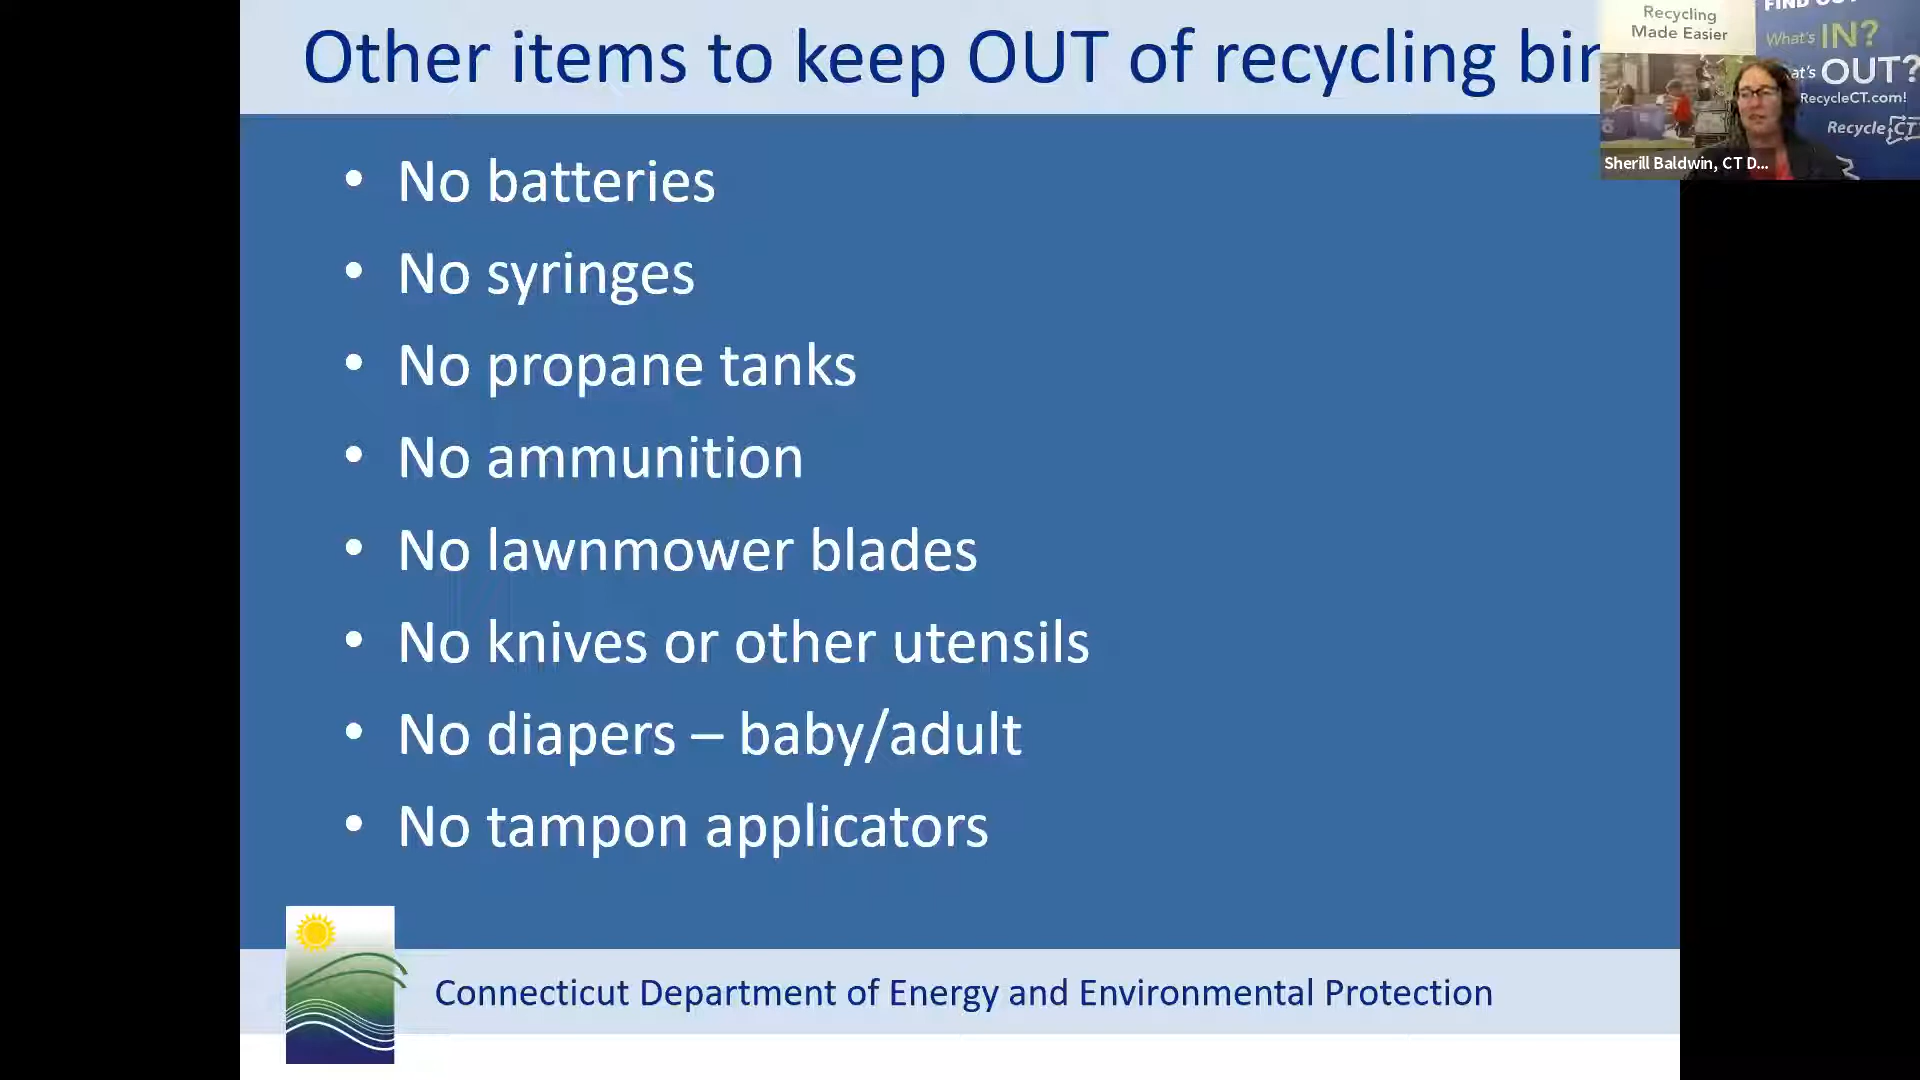 Other items to keep OUT of recycling bin
No batteries
No syringes
No propane tanks
No ammunition
No lawnmower blades
No knives or other utensils
No diapers – baby/adult
No tampon applicators
Connecticut Department of Energy and Environmental Protection
Recycling
Made Easier
FIND OUT
What's IN?
at's OUT?
RecycleCT.com!
RecycleCT
Sherill Baldwin, CT D...